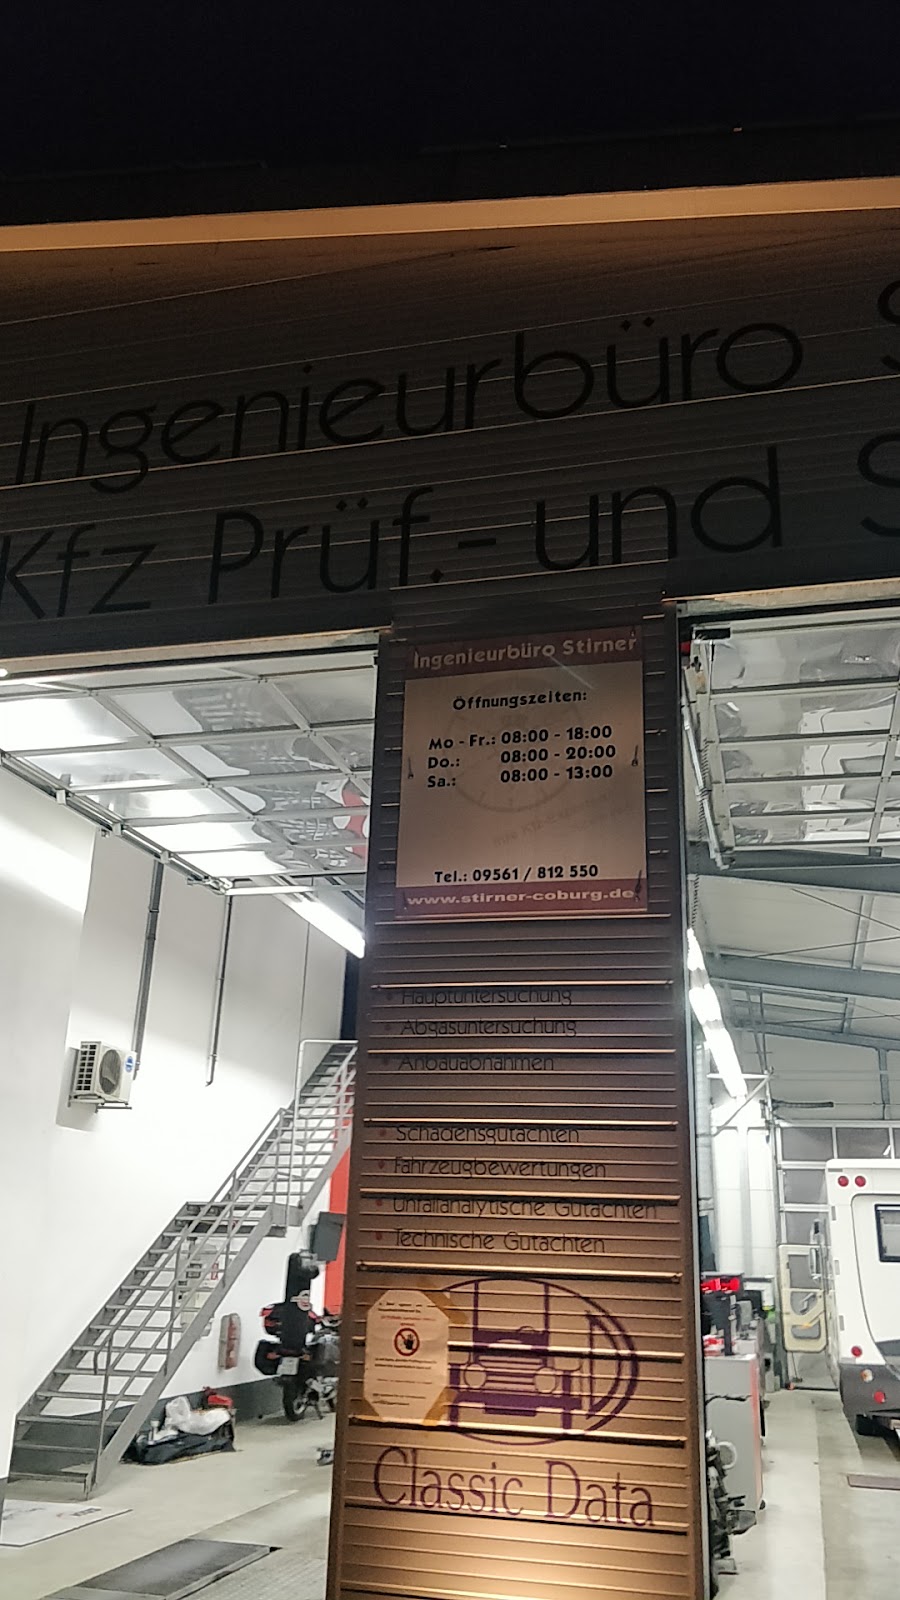 Ingenieurbüro S
Kfz Prüf.- und S
Ingenieurbüro Stirner
Öffnungszeiten:
Mo - Fr.: 08:00 - 18:00
Do.: 08:00 - 20:00
Sa.: 08:00 - 13:00
Tel.: 09561 / 812 550
www.stirner-coburg.de
Hauptuntersuchung
Abgasuntersuchung
Anbauabnahmen
Schadensgutachten
Fahrzeugbewertungen
Unfallanalytische Gutachten
Technische Gutachten
Classic Data